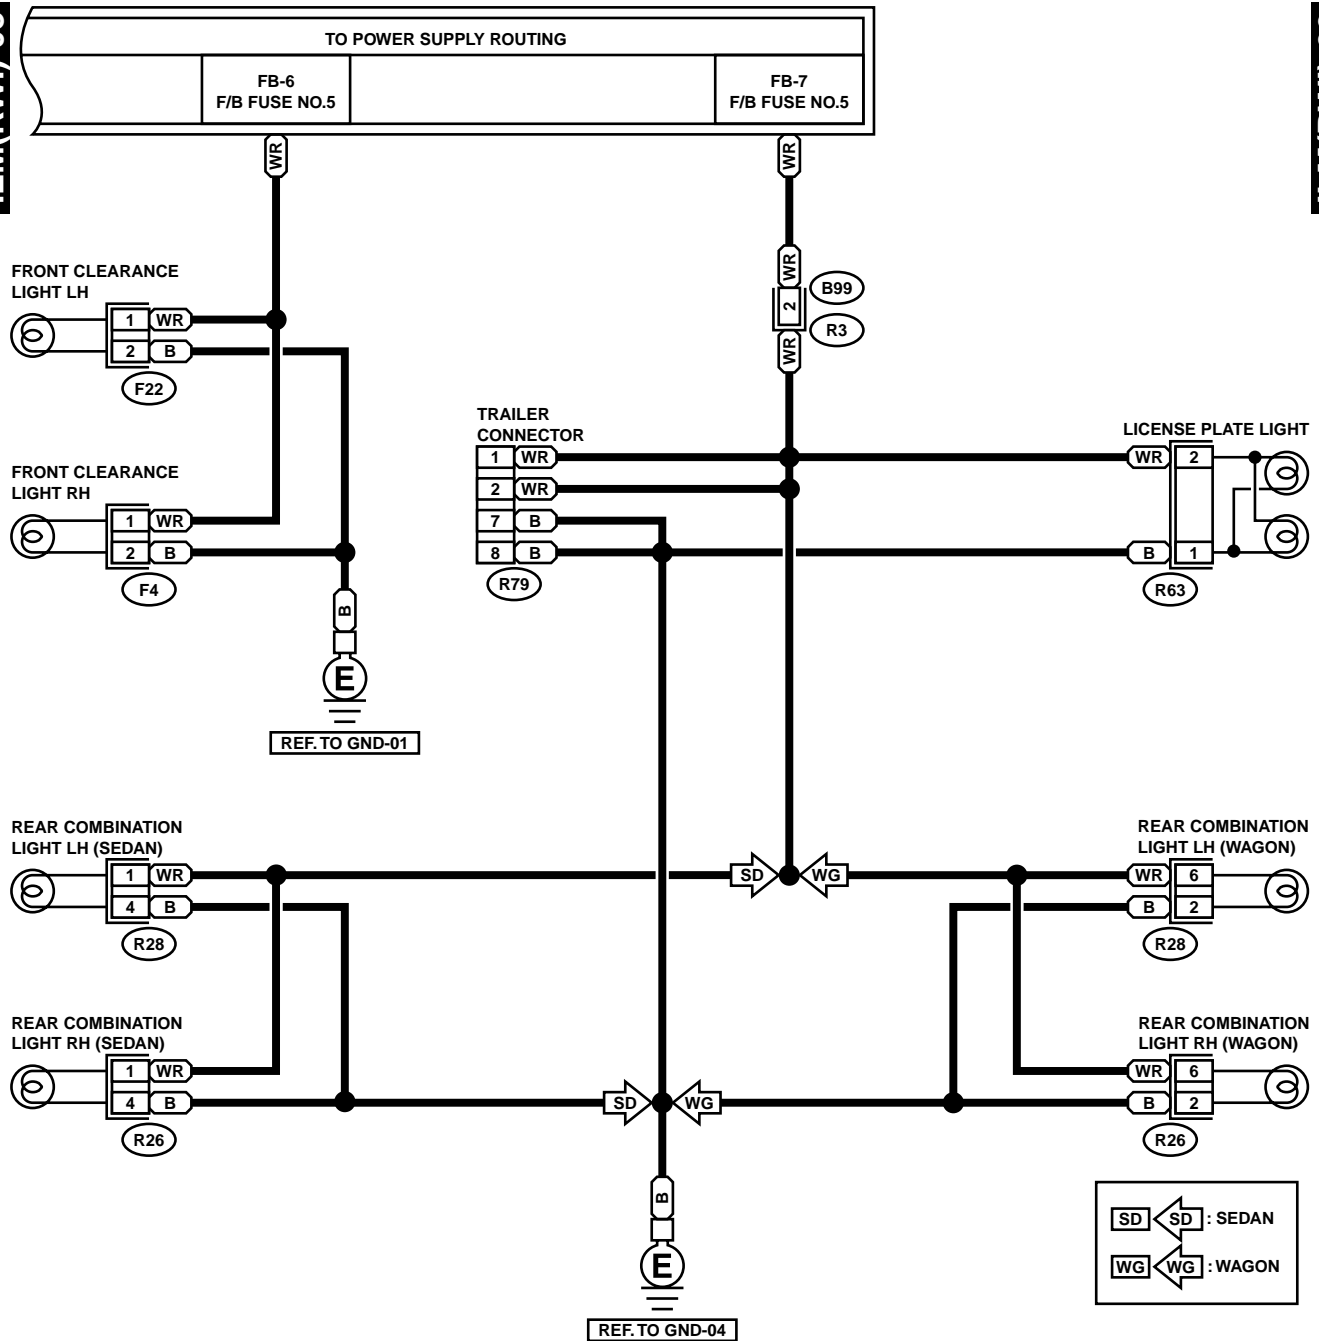 TO POWER SUPPLY ROUTING
FB-6
F/B FUSE NO.5
FB-7
F/B FUSE NO.5
WR
WR
FRONT CLEARANCE
LIGHT LH
1 WR
2 B
F22
WR
2
B99
R3
WR
FRONT CLEARANCE
LIGHT RH
1 WR
2 B
F4
B
E
REF. TO GND-01
TRAILER
CONNECTOR
1 WR
2 WR
7 B
8 B
R79
LICENSE PLATE LIGHT
WR 2
B 1
R63
REAR COMBINATION
LIGHT LH (SEDAN)
1 WR
4 B
R28
SD
WG
REAR COMBINATION
LIGHT LH (WAGON)
WR 6
B 2
R28
REAR COMBINATION
LIGHT RH (SEDAN)
1 WR
4 B
R26
SD
WG
REAR COMBINATION
LIGHT RH (WAGON)
WR 6
B 2
R26
B
E
REF. TO GND-04
SD SD : SEDAN
WG WG : WAGON